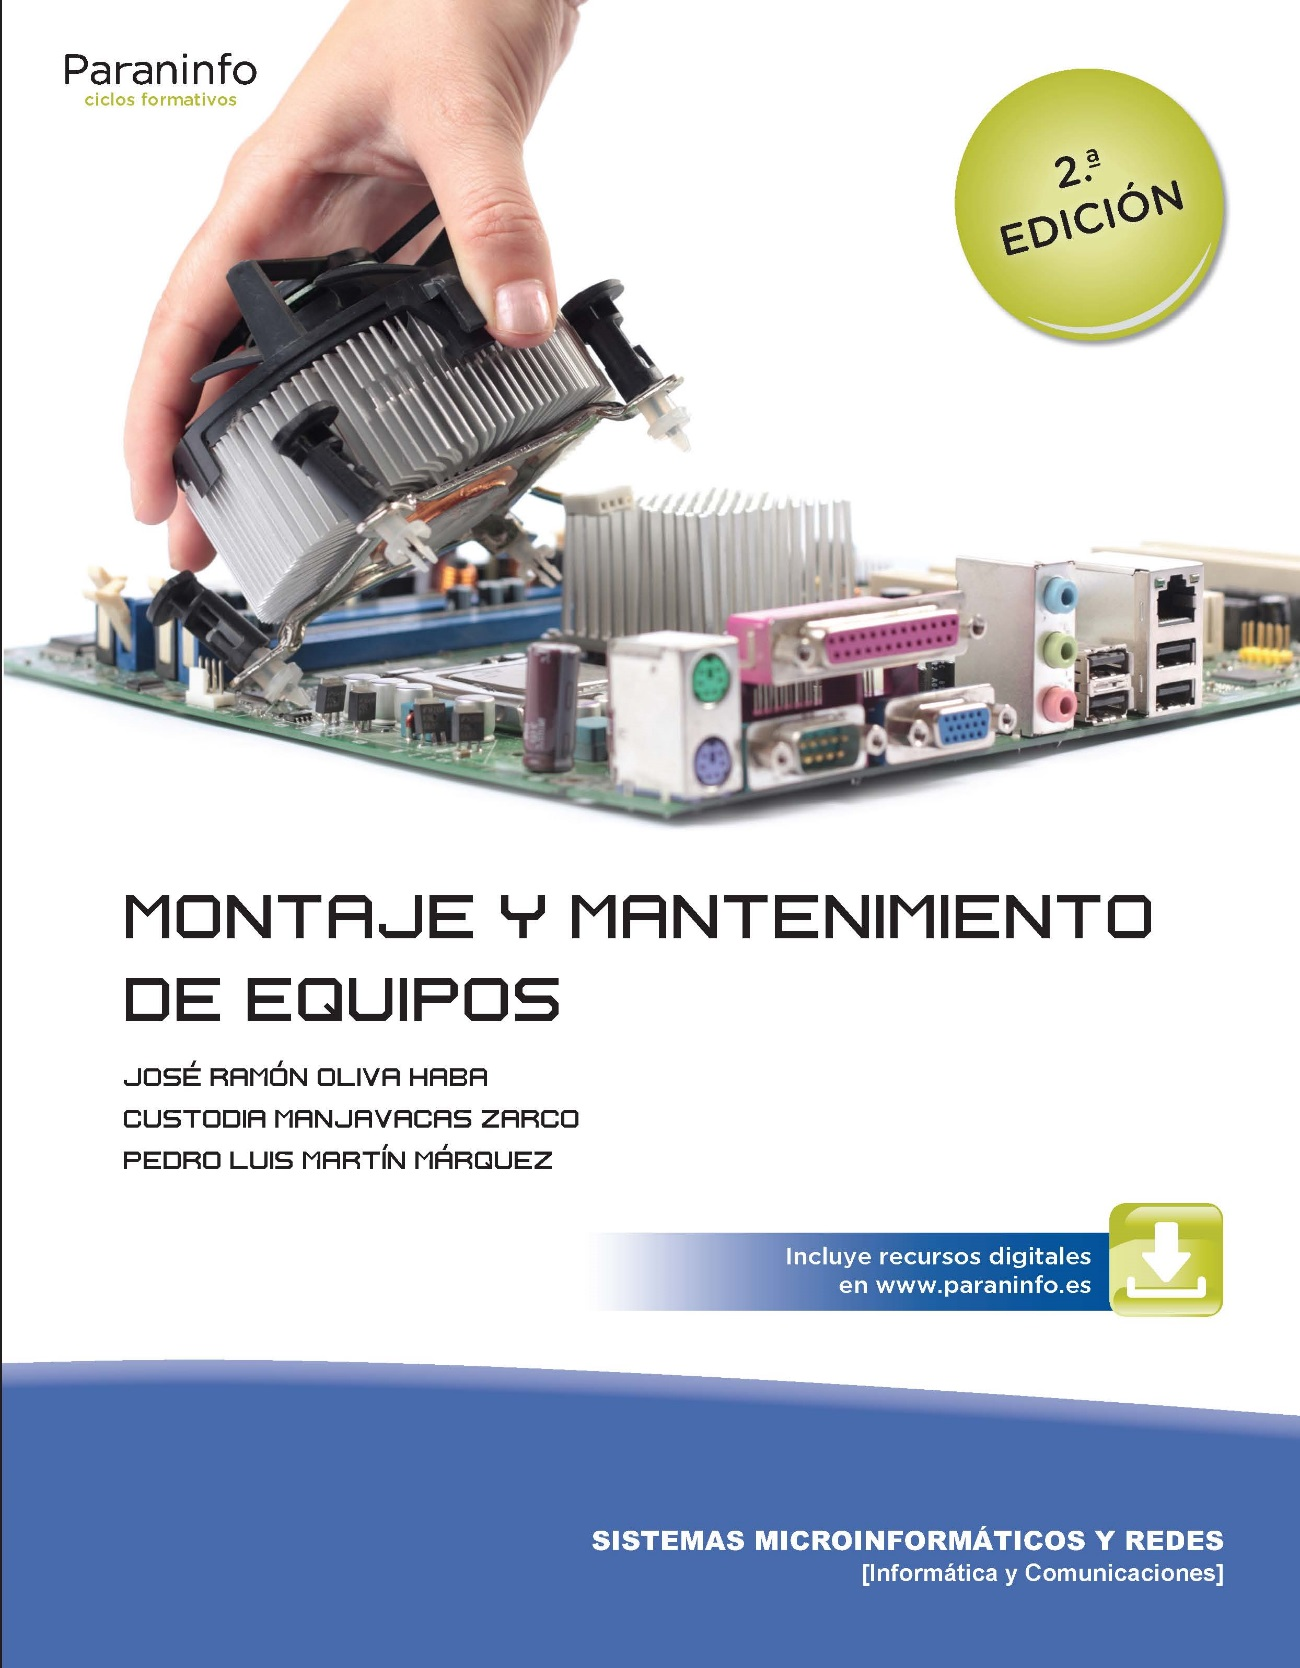 Paraninfo
ciclos formativos
2.ª
EDICIÓN
MONTAJE Y MANTENIMIENTO
DE EQUIPOS
JOSÉ RAMÓN OLIVA HABA
CUSTODIA MANJAVACAS ZARCO
PEDRO LUIS MARTÍN MÁRQUEZ
Incluye recursos digitales
en www.paraninfo.es
SISTEMAS MICROINFORMÁTICOS Y REDES
[Informática y Comunicaciones]